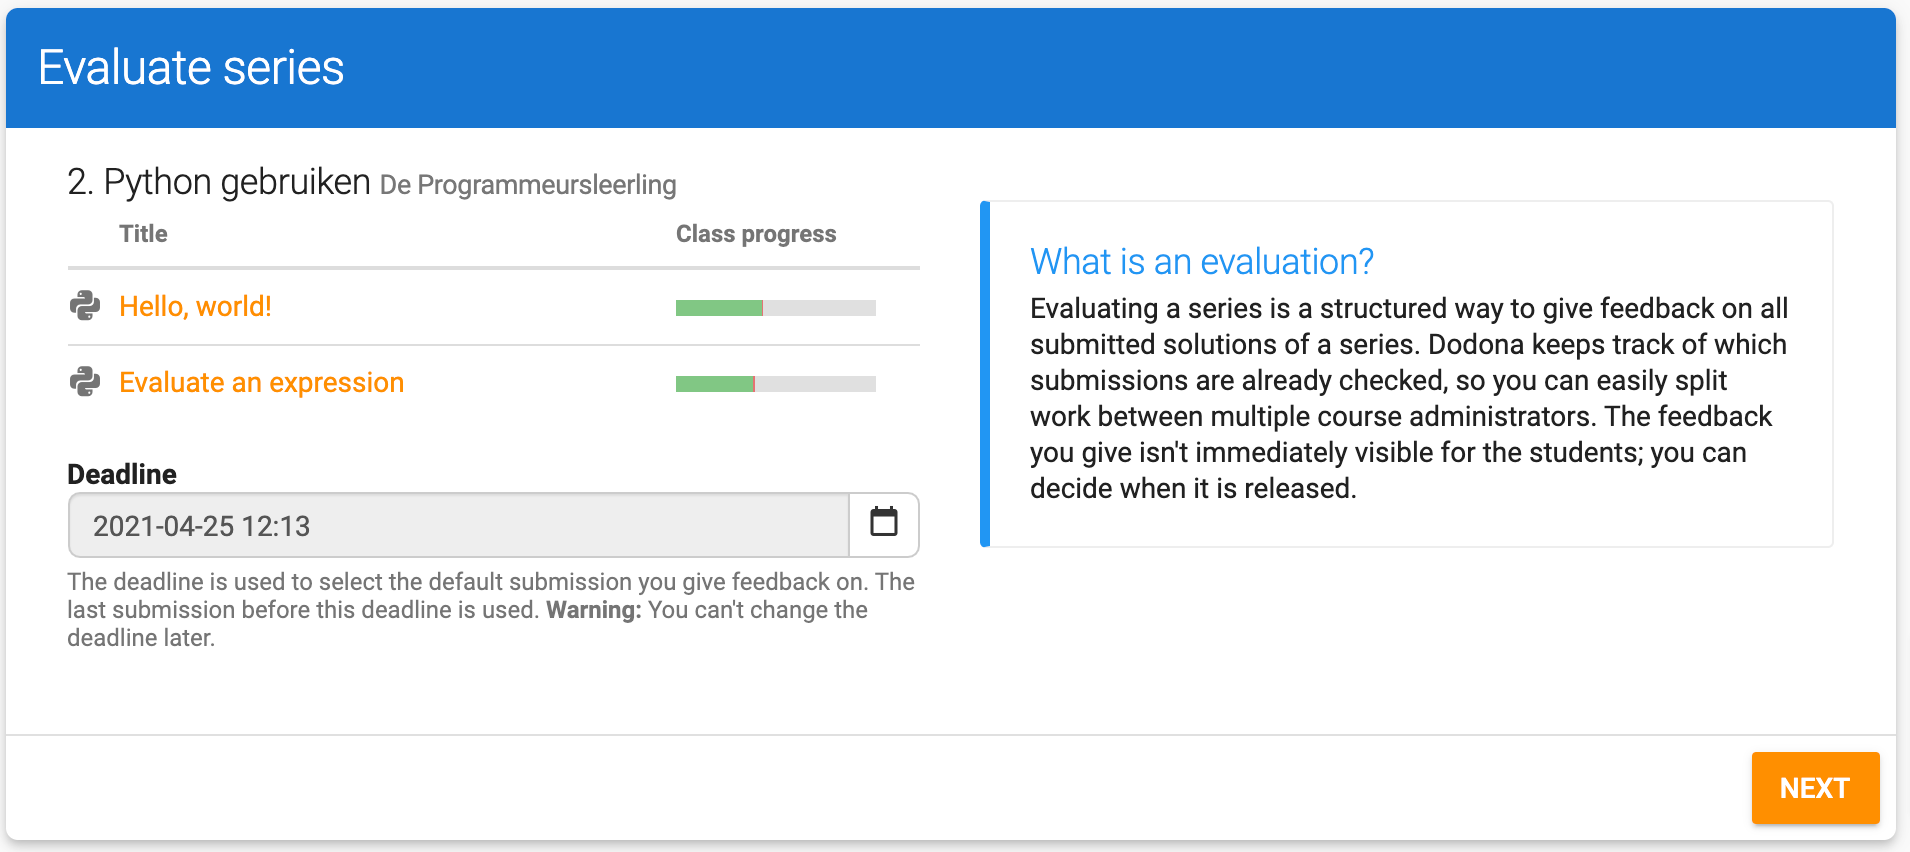 Evaluate series
2. Python gebruiken De Programmeursleerling
Title Class progress
Hello, world!
Evaluate an expression
Deadline
2021-04-25 12:13
The deadline is used to select the default submission you give feedback on. The
last submission before this deadline is used. Warning: You can't change the
deadline later.
What is an evaluation?
Evaluating a series is a structured way to give feedback on all
submitted solutions of a series. Dodona keeps track of which
submissions are already checked, so you can easily split
work between multiple course administrators. The feedback
you give isn't immediately visible for the students; you can
decide when it is released.
NEXT